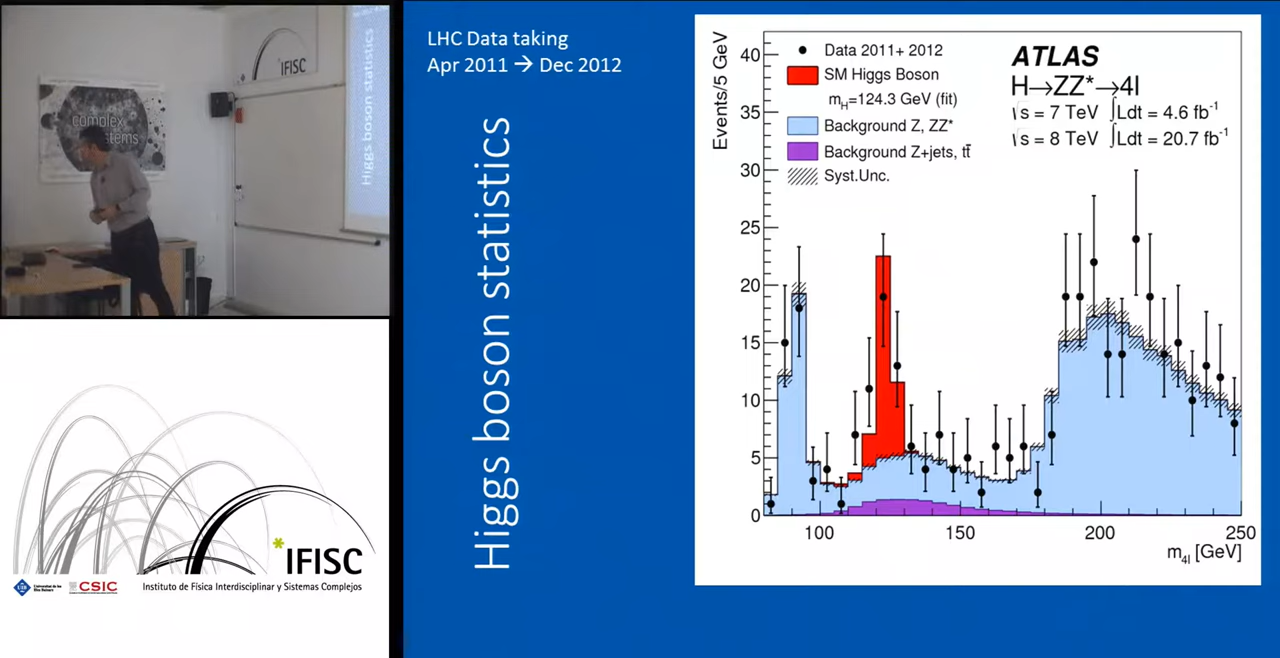 complex
systems
IFISC
Higgs boson statistics
IFISC
CSIC
Instituto de Física Interdisciplinar y Sistemas Complejos
LHC Data taking
Apr 2011 → Dec 2012
Higgs boson statistics
Events/5 GeV
40
35
30
25
20
15
10
5
0
Data 2011+ 2012
SM Higgs Boson
m_H=124.3 GeV (fit)
Background Z, ZZ*
Background Z+jets, tt̄
Syst.Unc.
ATLAS
H→ZZ*→4l
√s = 7 TeV ∫Ldt = 4.6 fb⁻¹
√s = 8 TeV ∫Ldt = 20.7 fb⁻¹
100
150
200
250
m_4l [GeV]